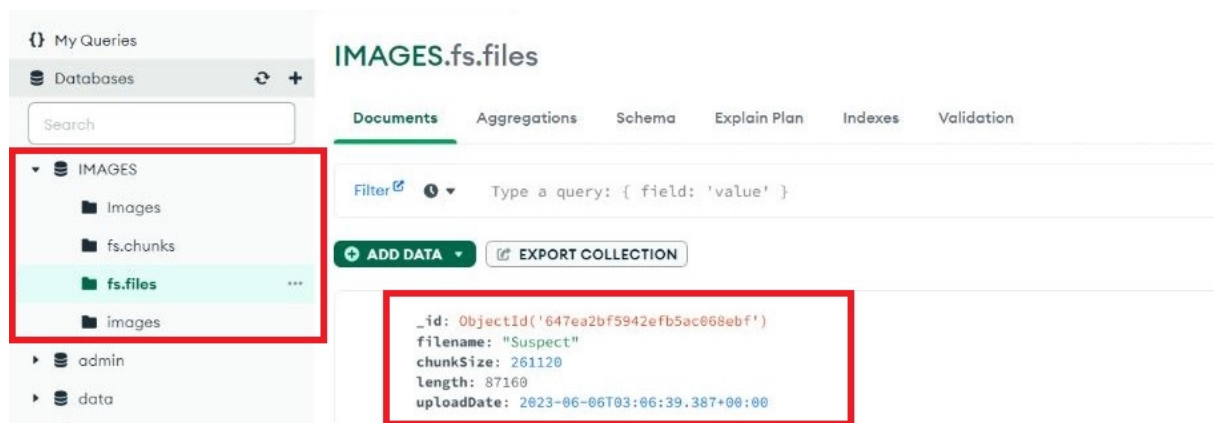 {} My Queries
Databases
Search
IMAGES
Images
fs.chunks
fs.files
images
admin
data
IMAGES.fs.files
Documents Aggregations Schema Explain Plan Indexes Validation
Filter Type a query: { field: 'value' }
ADD DATA EXPORT COLLECTION
_id: ObjectId('647ea2bf5942efb5ac068ebf')
filename: "Suspect"
chunkSize: 261120
length: 87160
uploadDate: 2023-06-06T03:06:39.387+00:00